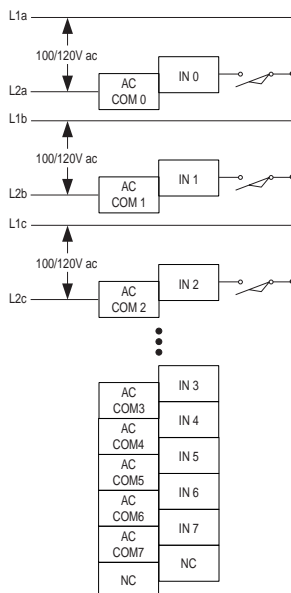 L1a
100/120V ac
IN 0
L2a
AC
COM 0
L1b
100/120V ac
IN 1
L2b
AC
COM 1
L1c
100/120V ac
IN 2
L2c
AC
COM 2
IN 3
AC
COM3
IN 4
AC
COM4
IN 5
AC
COM5
IN 6
AC
COM6
IN 7
AC
COM7
NC
NC